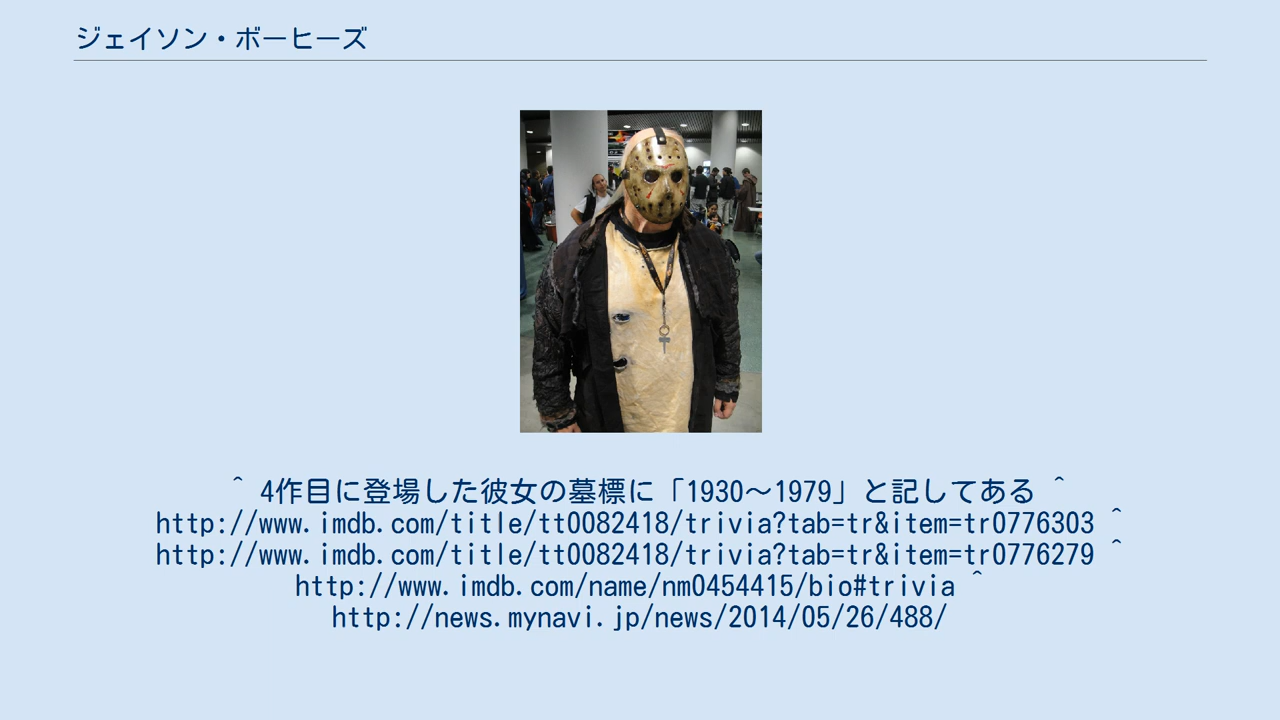 ジェイソン・ボーヒーズ
^ 4作目に登場した彼女の墓標に「1930〜1979」と記してある ^
http://www.imdb.com/title/tt0082418/trivia?tab=tr&item=tr0776303 ^
http://www.imdb.com/title/tt0082418/trivia?tab=tr&item=tr0776279 ^
http://www.imdb.com/name/nm0454415/bio#trivia ^
http://news.mynavi.jp/news/2014/05/26/488/